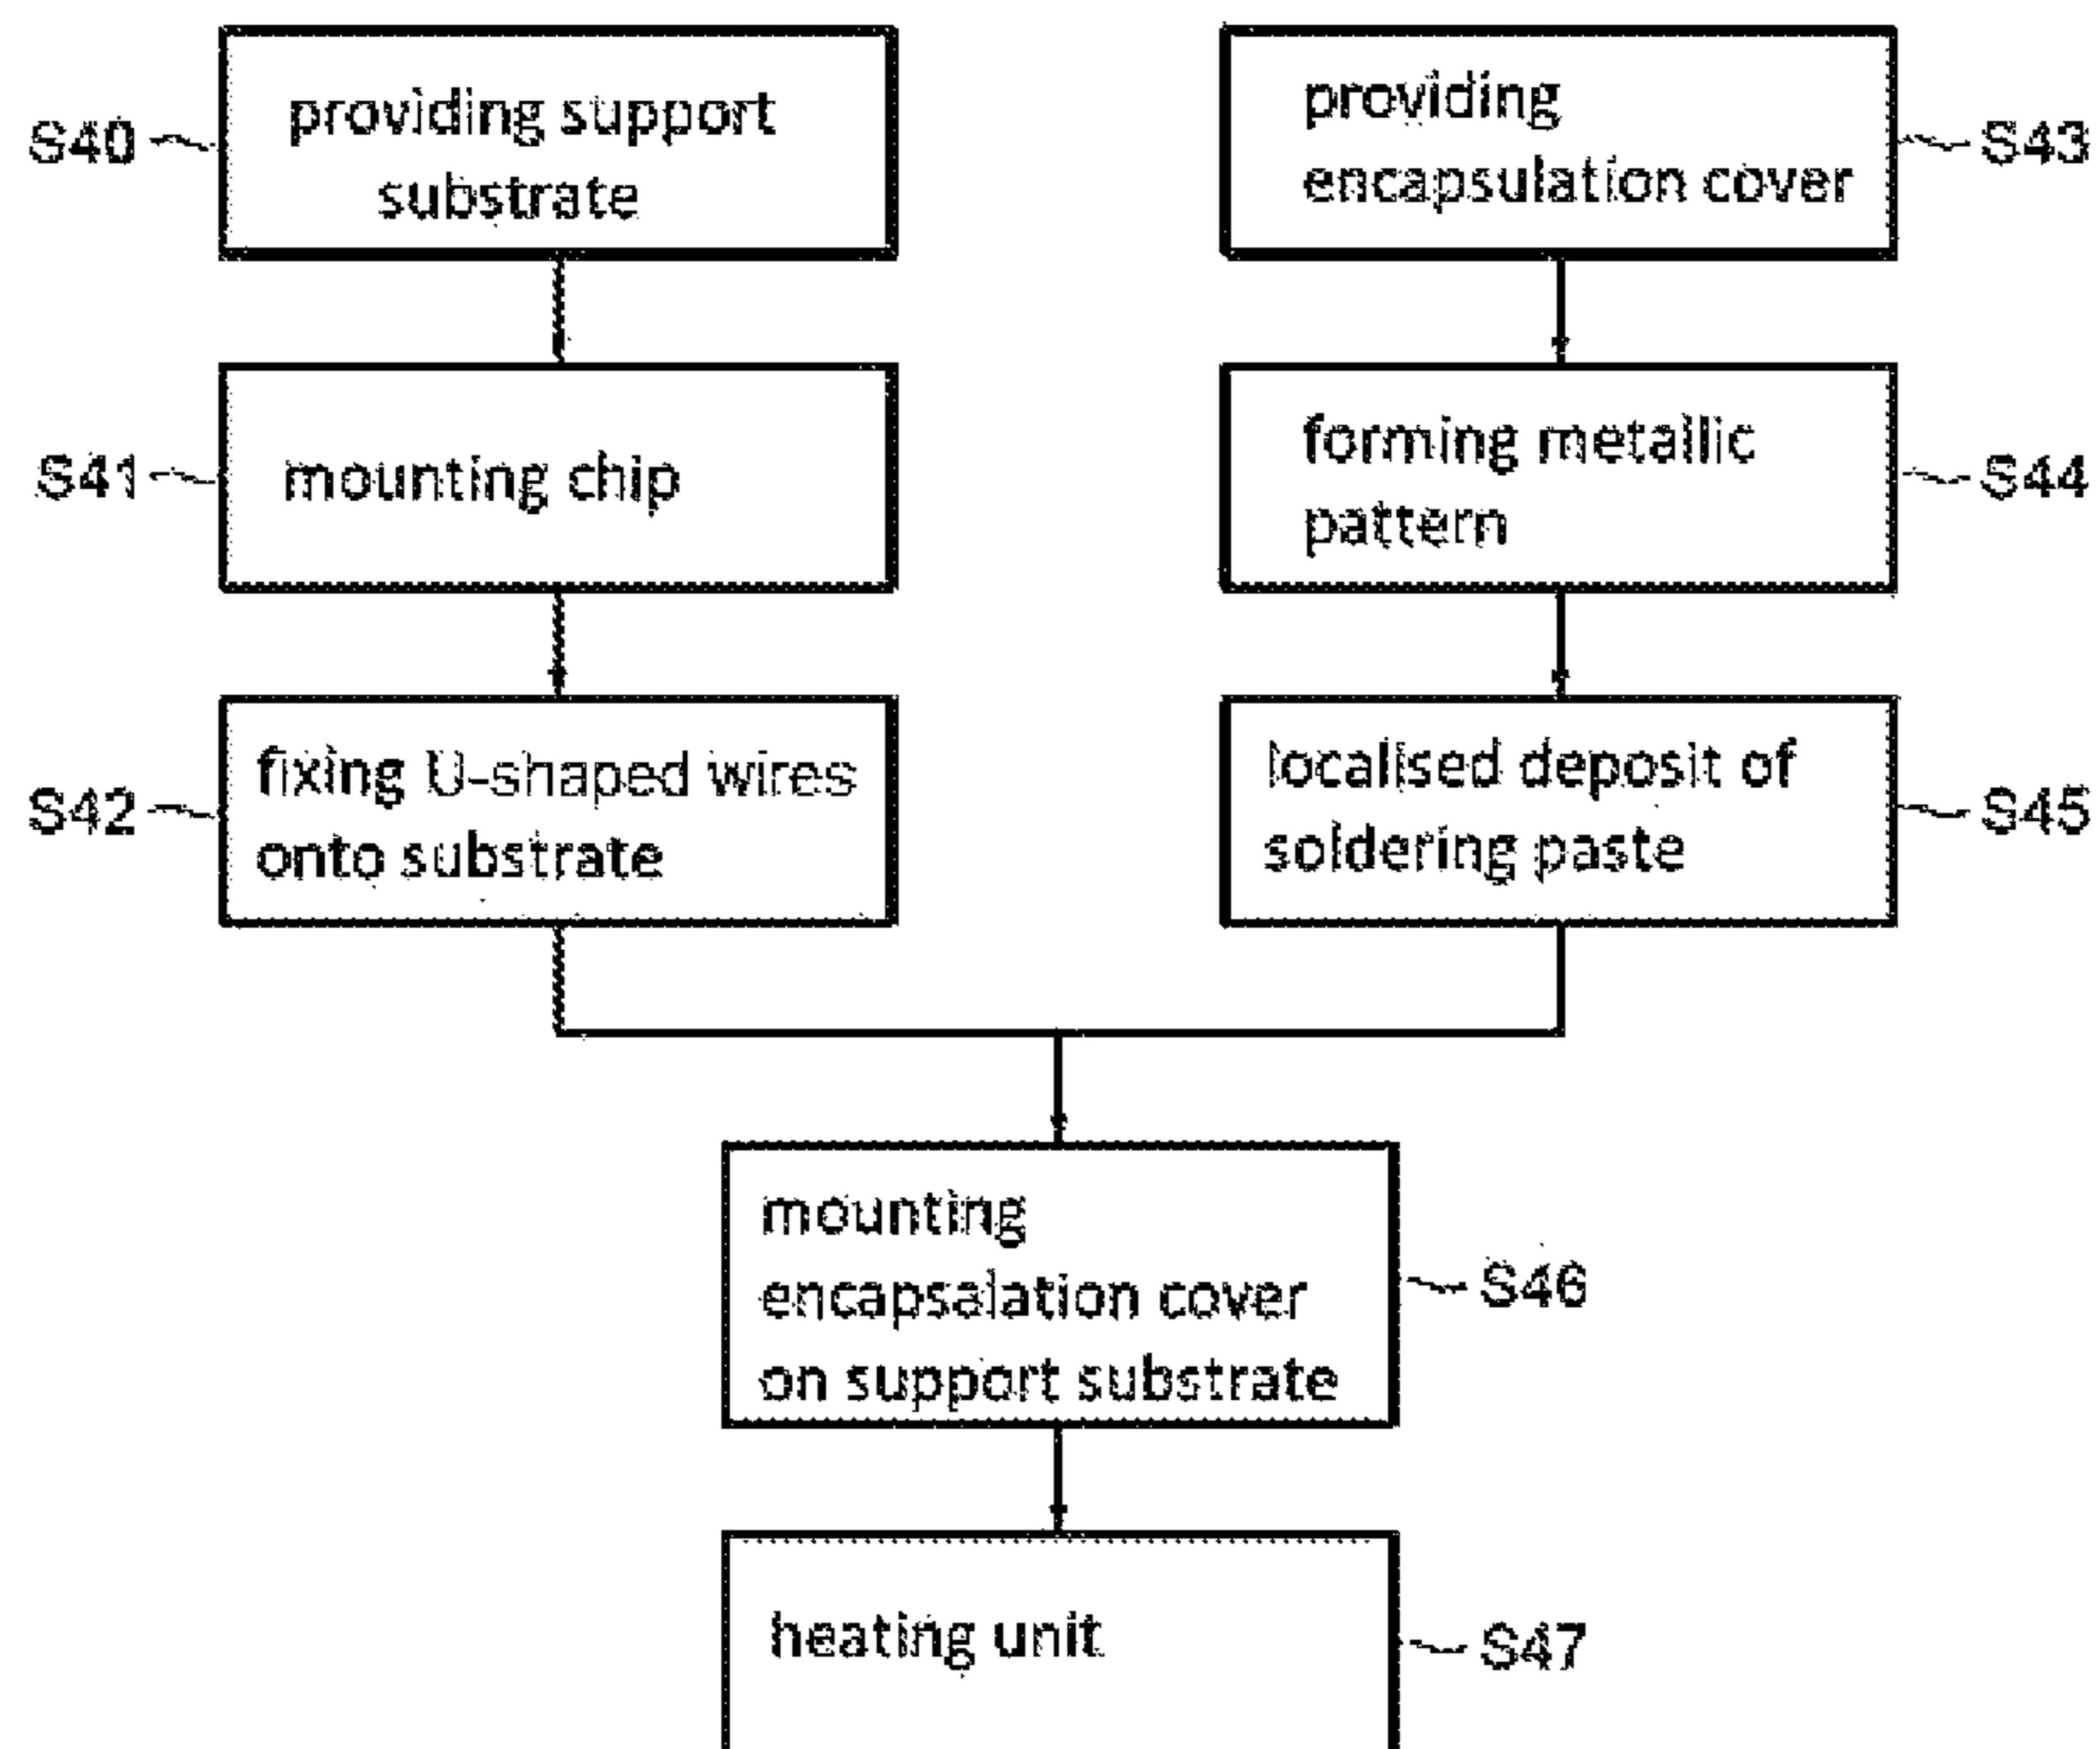 S40
providing support
substrate
S41
mounting chip
S42
fixing U-shaped wires
onto substrate
providing
encapsulation cover
S43
forming metallic
pattern
S44
localised deposit of
soldering paste
S45
mounting
encapsalation cover
on support substrate
S46
heating unit
S47